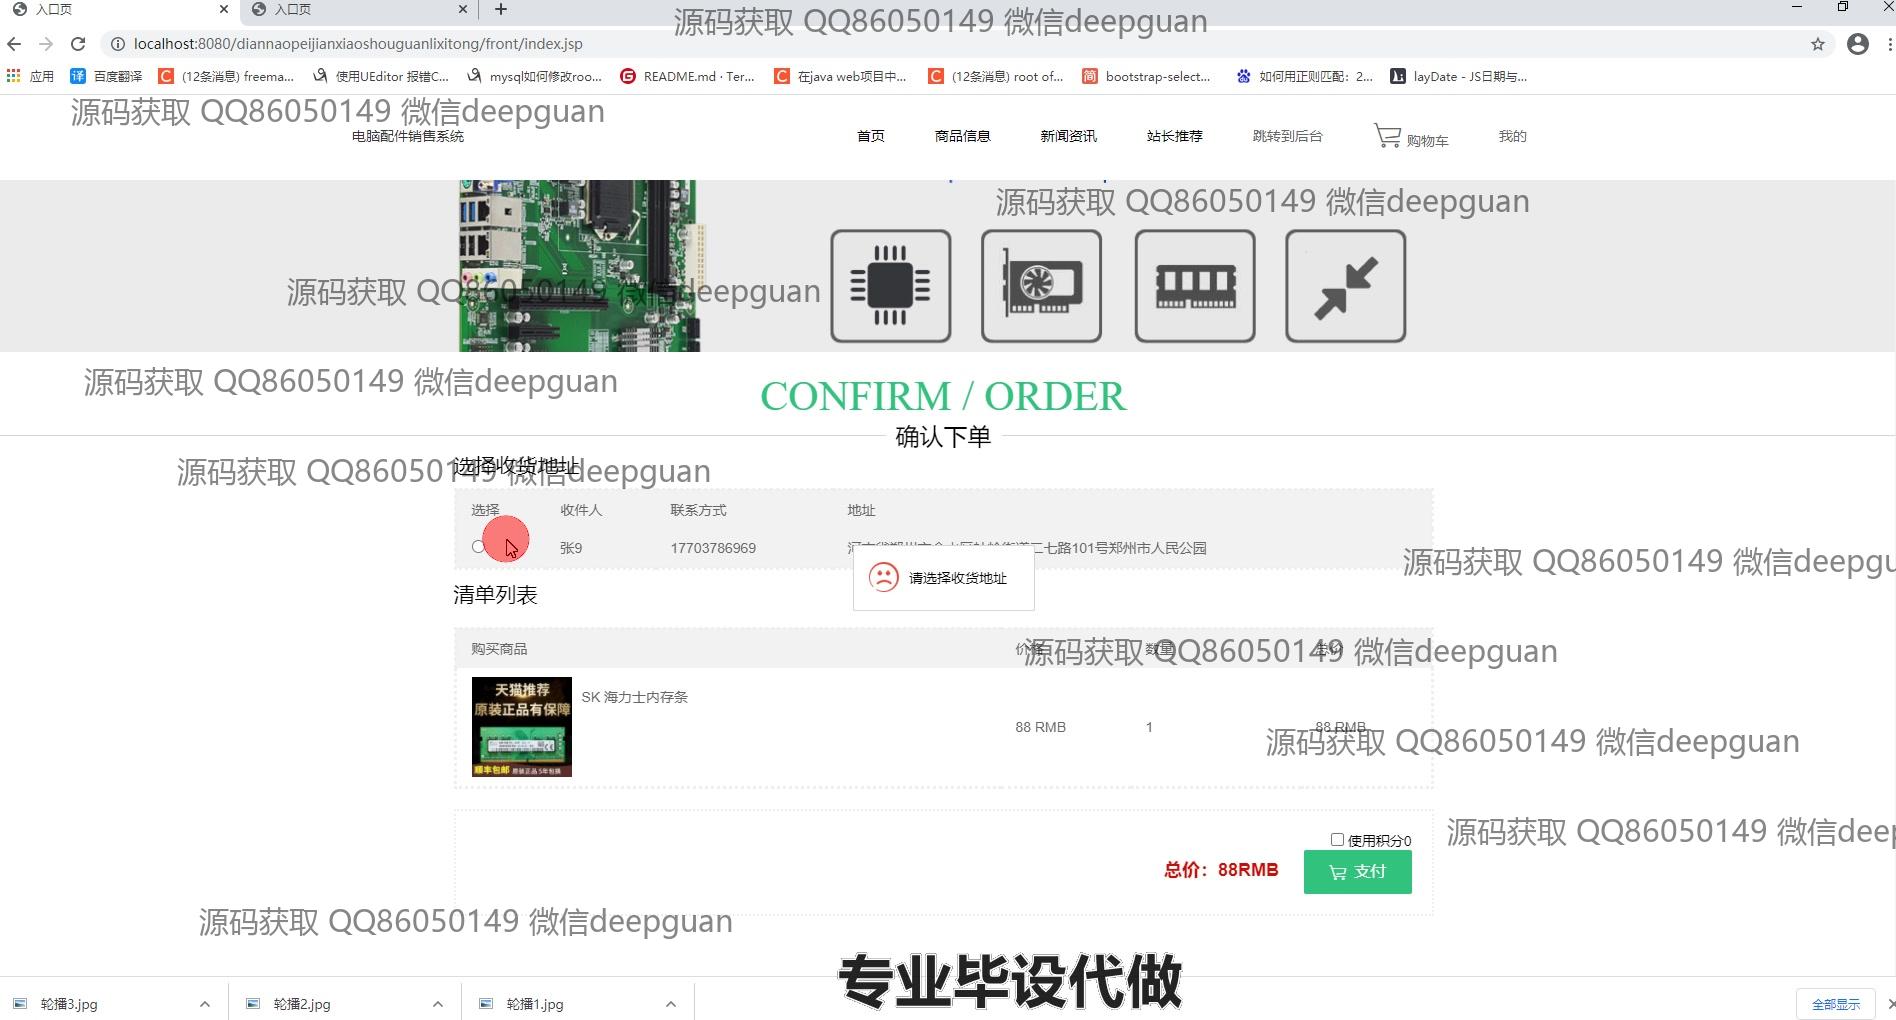 入口页
入口页
源码获取 QQ86050149 微信deepguan
localhost:8080/diannaopeijianxiaoshouguanlixitong/front/index.jsp
应用 百度翻译 (12条消息) freema... 使用UEditor 报错C... mysql如何修改roo... README.md · Ter... 在java web项目中... (12条消息) root of... bootstrap-select... 如何用正则匹配：2... layDate - JS日期与...
源码获取 QQ86050149 微信deepguan
电脑配件销售系统 首页 商品信息 新闻资讯 站长推荐 跳转到后台 购物车 我的
源码获取 QQ86050149 微信deepguan
源码获取 QQ86050149 微信deepguan
源码获取 QQ86050149 微信deepguan
CONFIRM / ORDER
确认下单
选择收货地址
源码获取 QQ86050149 微信deepguan
选择 收件人 联系方式 地址
张9 17703786969 二七路101号郑州市人民公园
源码获取 QQ86050149 微信deepgu
请选择收货地址
清单列表
购买商品 价格 数量 总价
源码获取 QQ86050149 微信deepguan
天猫推荐
原装正品有保障
顺丰包邮 原装正品 5年包换
SK 海力士内存条
88 RMB 1 88 RMB
源码获取 QQ86050149 微信deepguan
使用积分0
源码获取 QQ86050149 微信deep
总价：88RMB 支付
源码获取 QQ86050149 微信deepguan
专业毕设代做
轮播3.jpg 轮播2.jpg 轮播1.jpg 全部显示